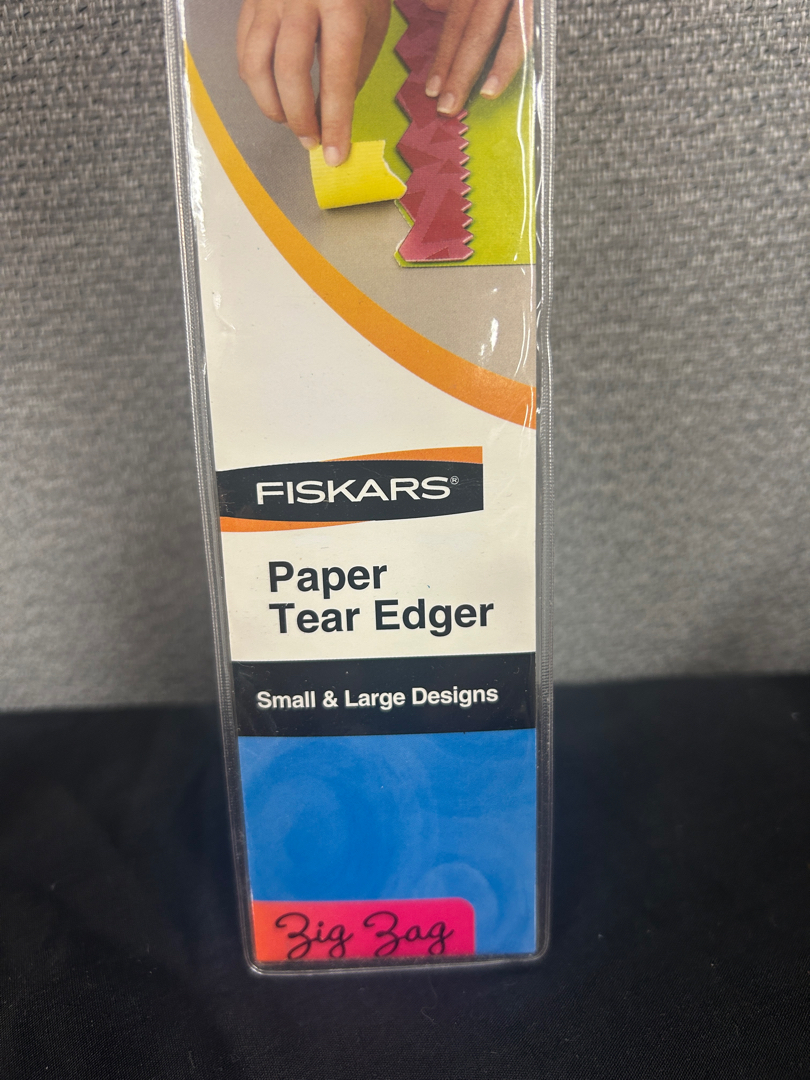 FISKARS®
Paper
Tear Edger
Small & Large Designs
Zig Zag